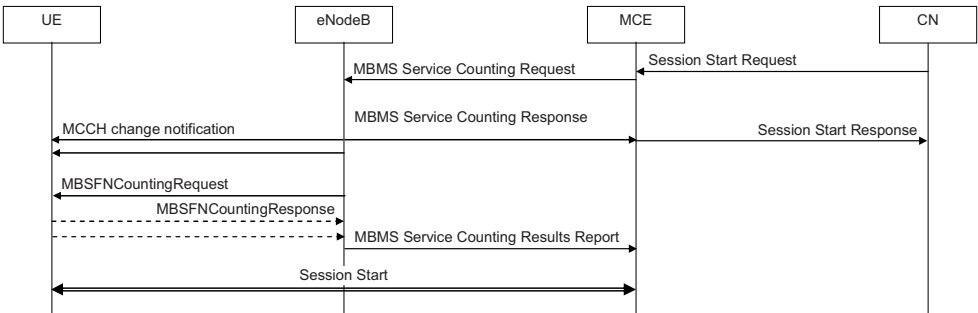 UE
eNodeB
MCE
CN
Session Start Request
MBMS Service Counting Request
MBMS Service Counting Response
MCCH change notification
Session Start Response
MBSFNCountingRequest
MBSFNCountingResponse
MBMS Service Counting Results Report
Session Start